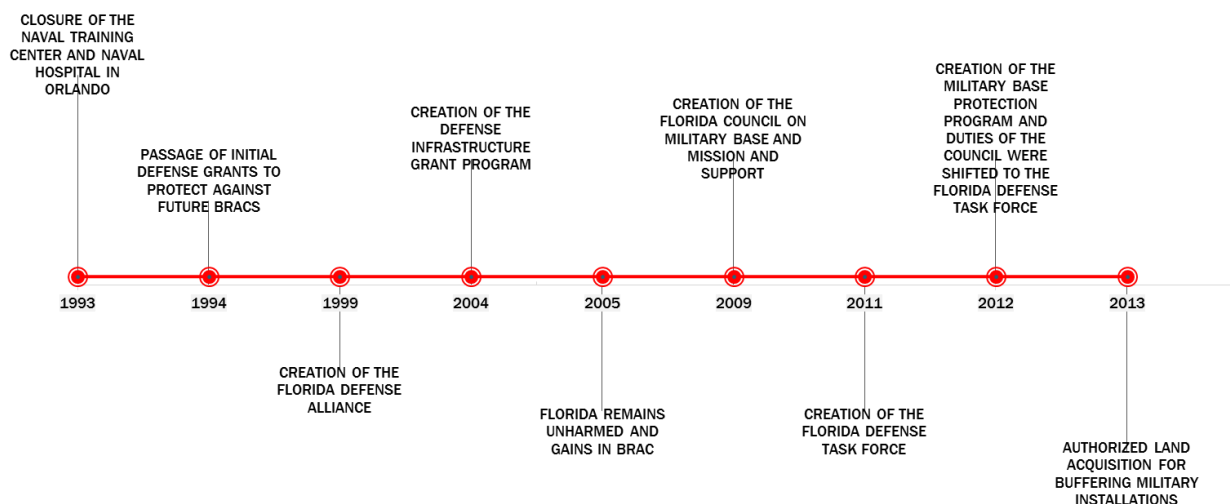 CLOSURE OF THE
NAVAL TRAINING
CENTER AND NAVAL
HOSPITAL IN
ORLANDO
PASSAGE OF INITIAL
DEFENSE GRANTS TO
PROTECT AGAINST
FUTURE BRACS
CREATION OF THE
DEFENSE
INFRASTRUCTURE
GRANT PROGRAM
CREATION OF THE
FLORIDA COUNCIL ON
MILITARY BASE AND
MISSION AND
SUPPORT
CREATION OF THE
MILITARY BASE
PROTECTION
PROGRAM AND
DUTIES OF THE
COUNCIL WERE
SHIFTED TO THE
FLORIDA DEFENSE
TASK FORCE
1993 1994 1999 2004 2005 2009 2011 2012 2013
CREATION OF THE
FLORIDA DEFENSE
ALLIANCE
FLORIDA REMAINS
UNHARMED AND
GAINS IN BRAC
CREATION OF THE
FLORIDA DEFENSE
TASK FORCE
AUTHORIZED LAND
ACQUISITION FOR
BUFFERING MILITARY
INSTALLATIONS